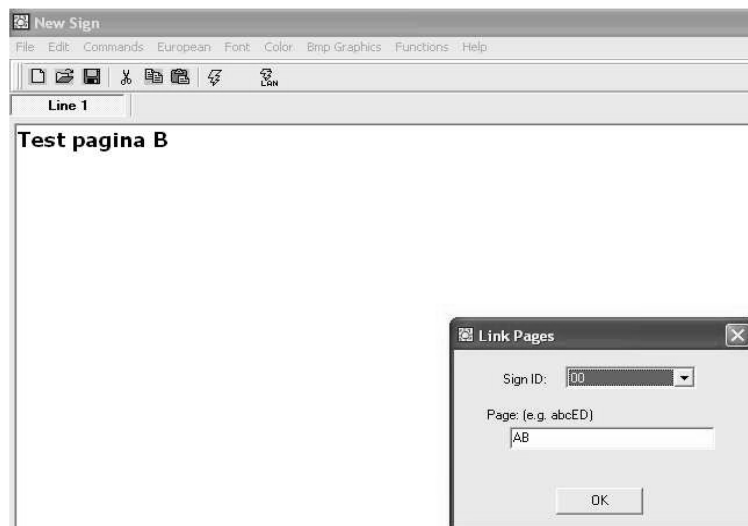 New Sign
File Edit Commands European Font Color Bmp Graphics Functions Help
LAN
Line 1
Test pagina B
Link Pages
Sign ID: 00
Page: (e.g. abcED)
AB
OK